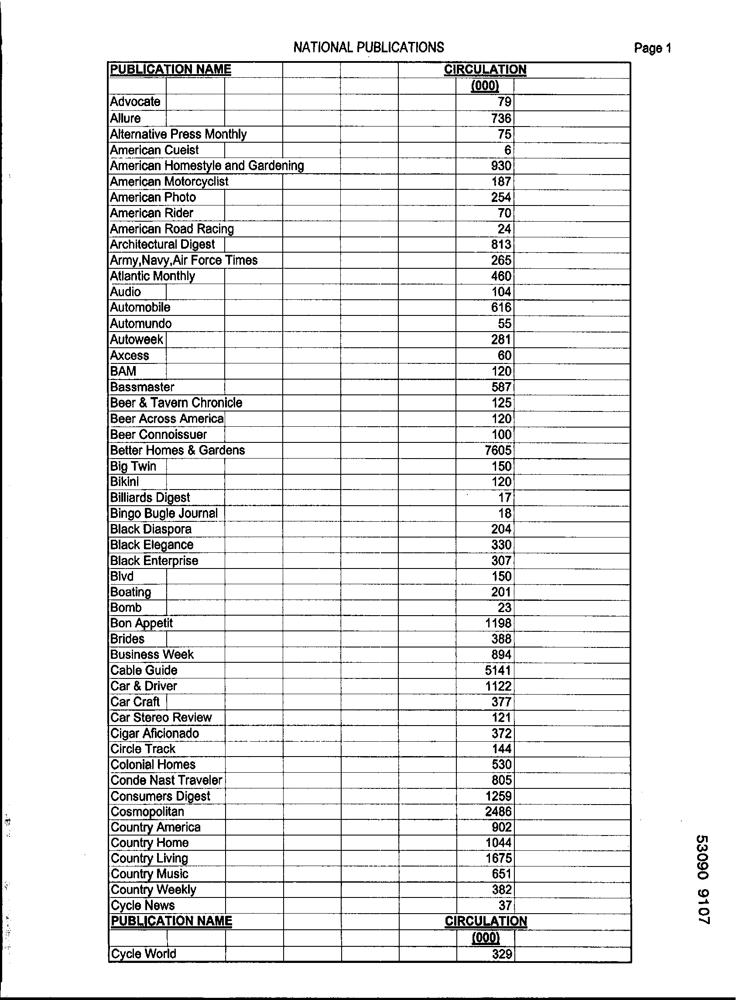 NATIONAL PUBLICATIONS Page 1
PUBLICATION NAME CIRCULATION
(000)
Advocate 79
Allure 736
Alternative Press Monthly 75
American Cueist 6
American Homestyle and Gardening 930
American Motorcyclist 187
American Photo 254
American Rider 70
American Road Racing 24
Architectural Digest 813
Army,Navy,Air Force Times 265
Atlantic Monthly 460
Audio 104
Automobile 616
Automundo 55
Autoweek 281
Axcess 60
BAM 120
Bassmaster 587
Beer & Tavern Chronicle 125
Beer Across America 120
Beer Connoissuer 100
Better Homes & Gardens 7605
Big Twin 150
Bikini 120
Billiards Digest 17
Bingo Bugle Journal 18
Black Diaspora 204
Black Elegance 330
Black Enterprise 307
Blvd 150
Boating 201
Bomb 23
Bon Appetit 1198
Brides 388
Business Week 894
Cable Guide 5141
Car & Driver 1122
Car Craft 377
Car Stereo Review 121
Cigar Aficionado 372
Circle Track 144
Colonial Homes 530
Conde Nast Traveler 805
Consumers Digest 1259
Cosmopolitan 2486
Country America 902
Country Home 1044
Country Living 1675
Country Music 651
Country Weekly 382
Cycle News 37
PUBLICATION NAME CIRCULATION
(000)
Cycle World 329
53090 9107